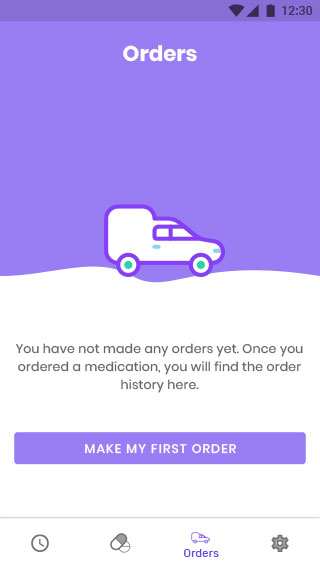 12:30
Orders
You have not made any orders yet. Once you
ordered a medication, you will find the order
history here.
MAKE MY FIRST ORDER
Orders